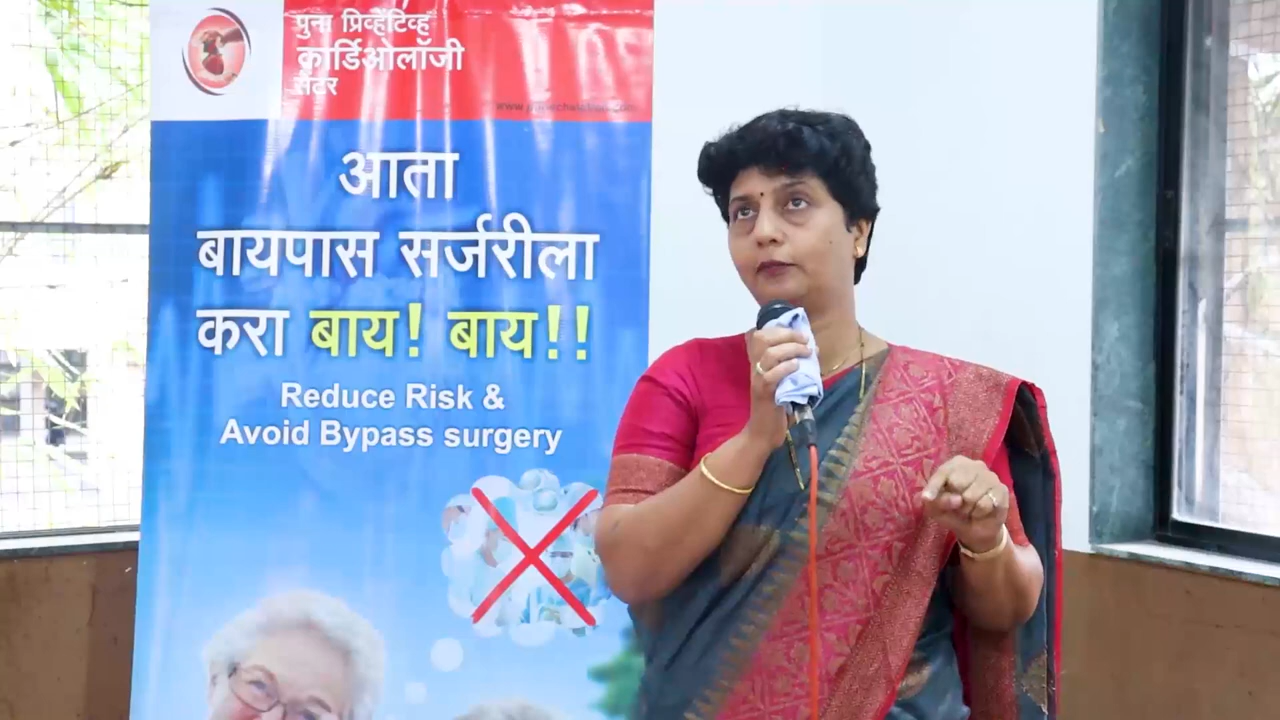 पुना प्रिव्हेंटिव्ह
कार्डिओलॉजी
सेंटर
आता
बायपास सर्जरीला
करा बाय! बाय!!
Reduce Risk &
Avoid Bypass surgery